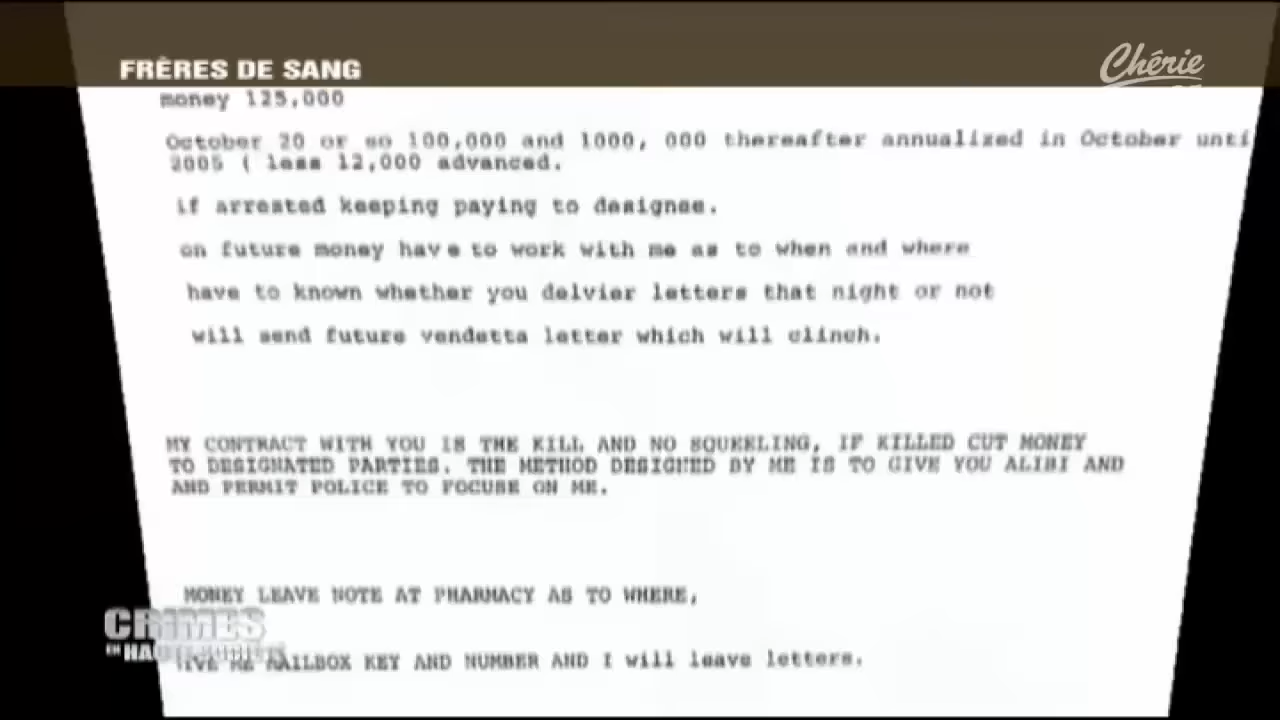 FRÈRES DE SANG
Chérie
money 125,000
October 20 or so 100,000 and 1000, 000 thereafter annualized in October unti
2005 ( less 12,000 advanced.
if arrested keeping paying to designee.
on future money have to work with me as to when and where
have to known whether you delvier letters that night or not
will send future vendetta letter which will clinch.
MY CONTRACT WITH YOU IS THE KILL AND NO SQUEELING, IF KILLED CUT MONEY
TO DESIGNATED PARTIES. THE METHOD DESIGNED BY ME IS TO GIVE YOU ALIBI AND
AND PERMIT POLICE TO FOCUSE ON ME.
MONEY LEAVE NOTE AT PHARMACY AS TO WHERE,
CRIMES
EN HAUTE
ME MAILBOX KEY AND NUMBER AND I will leave letters.